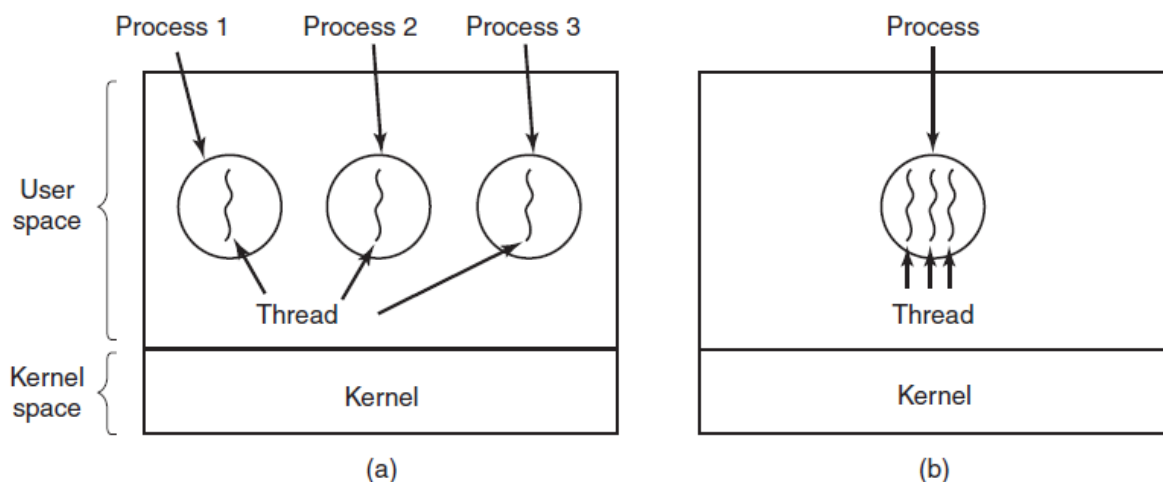 Process 1
Process 2
Process 3
Process
User
space
Thread
Thread
Kernel
space
Kernel
Kernel
(a)
(b)